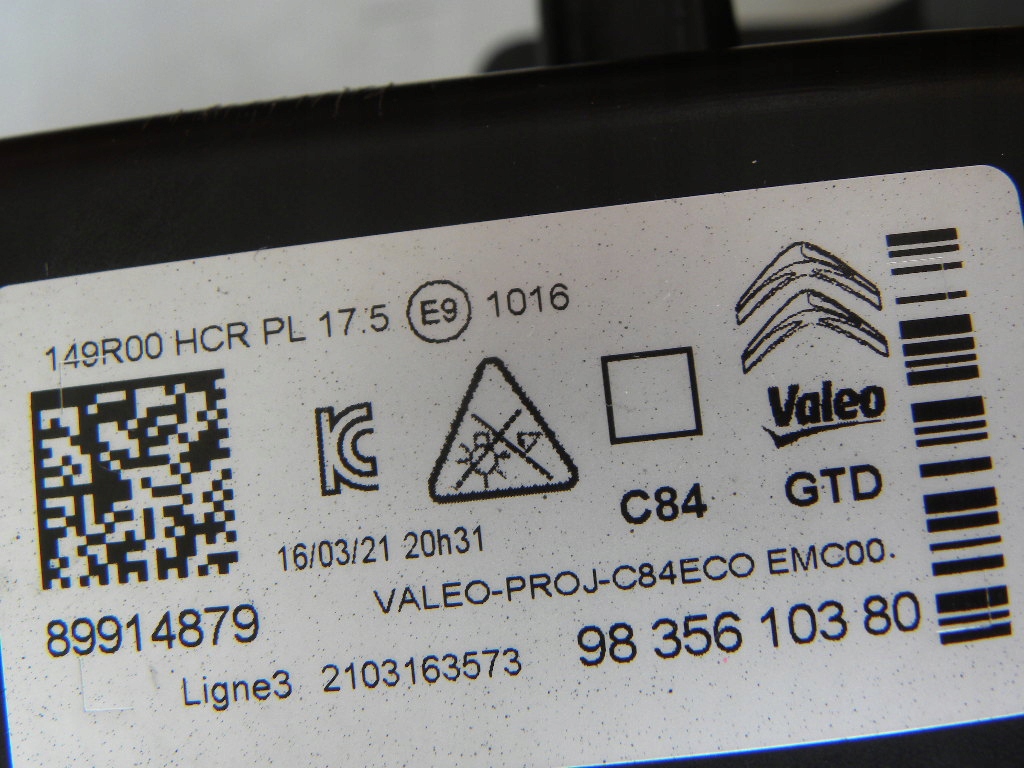 149R00 HCR PL 17.5 E9 1016
KC
Valeo
C84 GTD
16/03/21 20h31
VALEO-PROJ-C84ECO EMC00.
89914879
98 356 103 80
Ligne3 2103163573